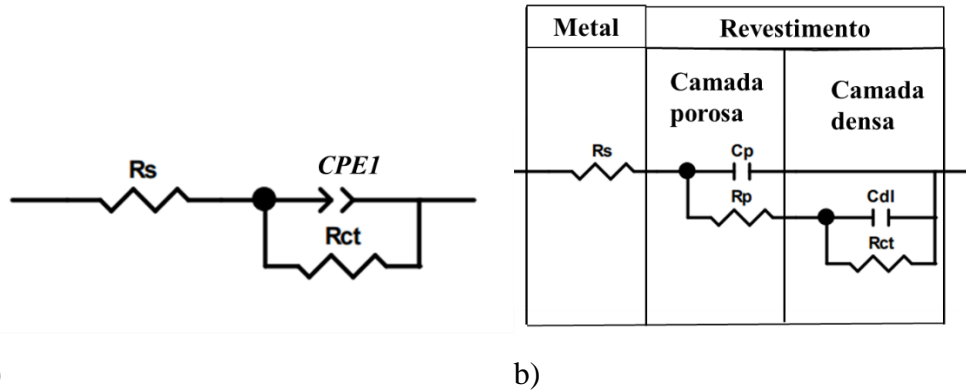 Rs
CPE1
Rct
)
Metal
Revestimento
Camada
porosa
Camada
densa
Rs
Cp
Rp
Cdl
Rct
b)